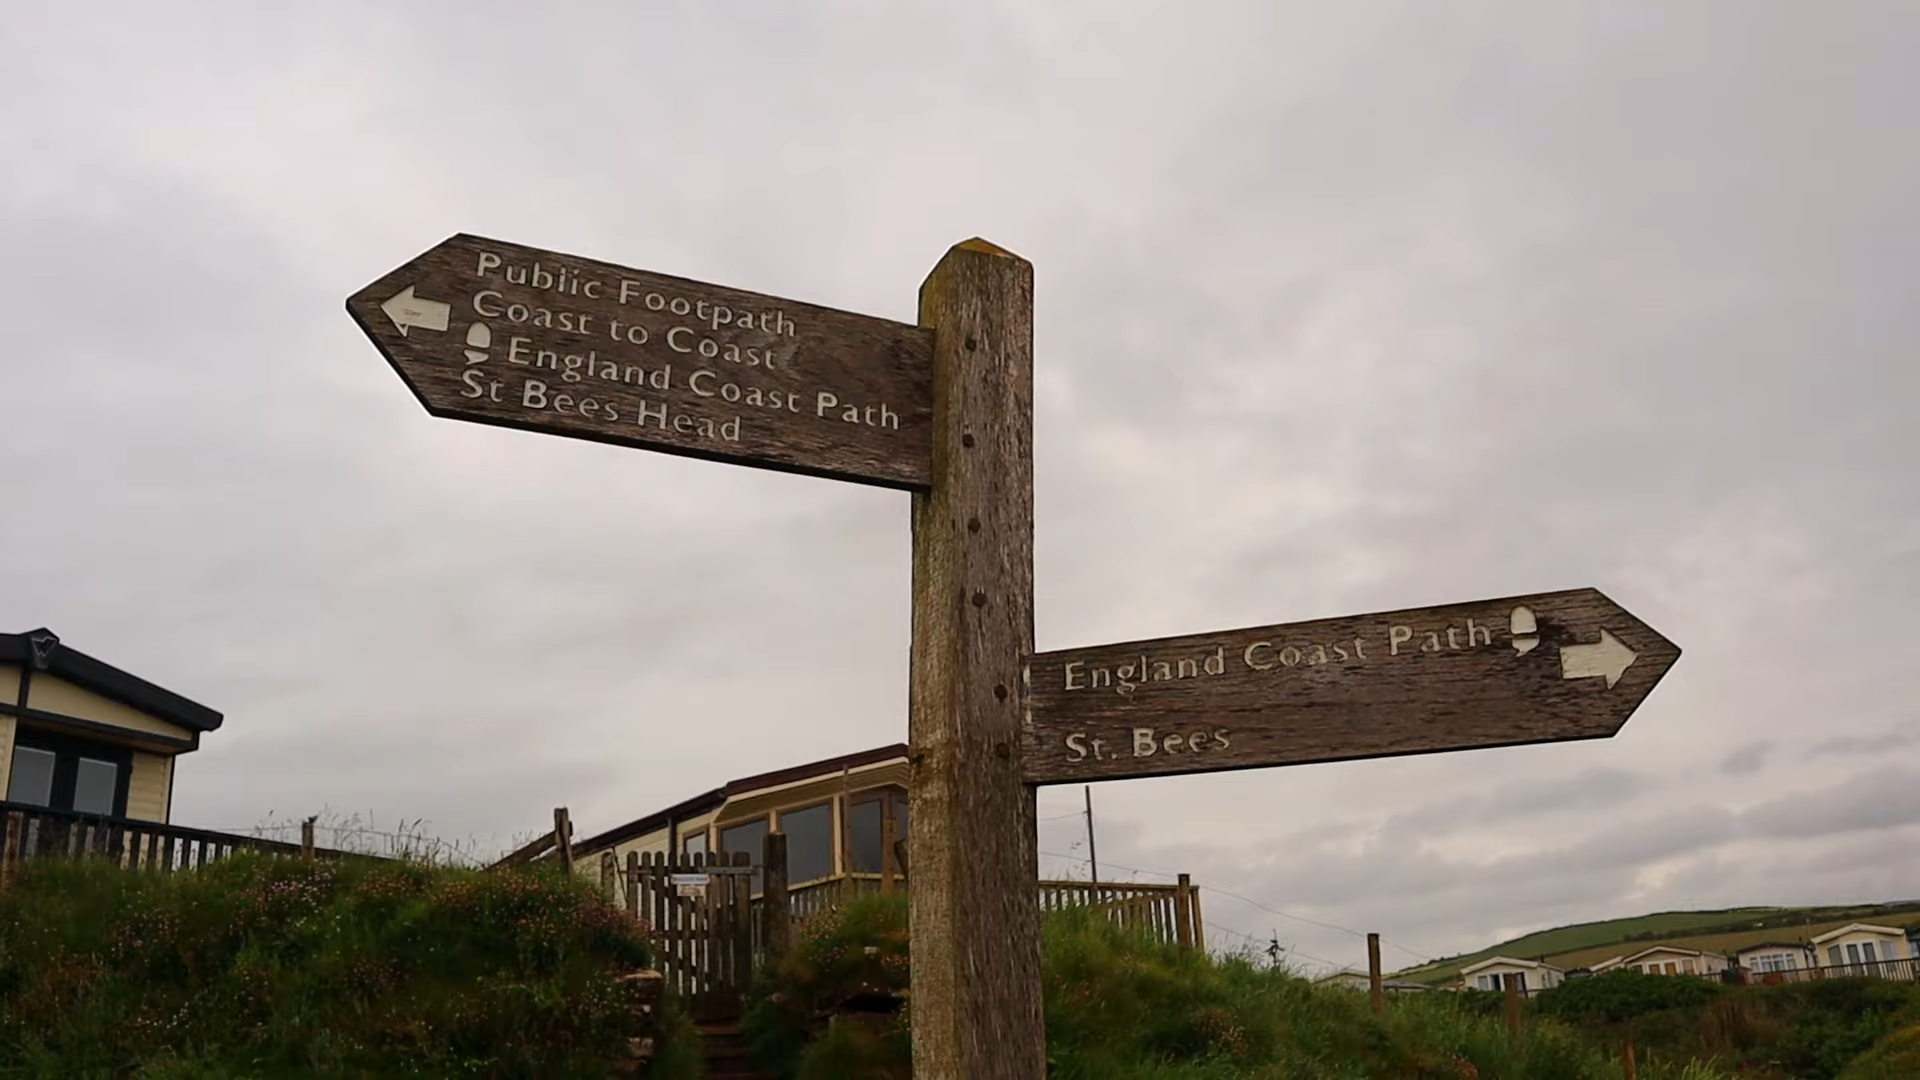 Public Footpath
Coast to Coast
England Coast Path
St Bees Head
England Coast Path
St. Bees